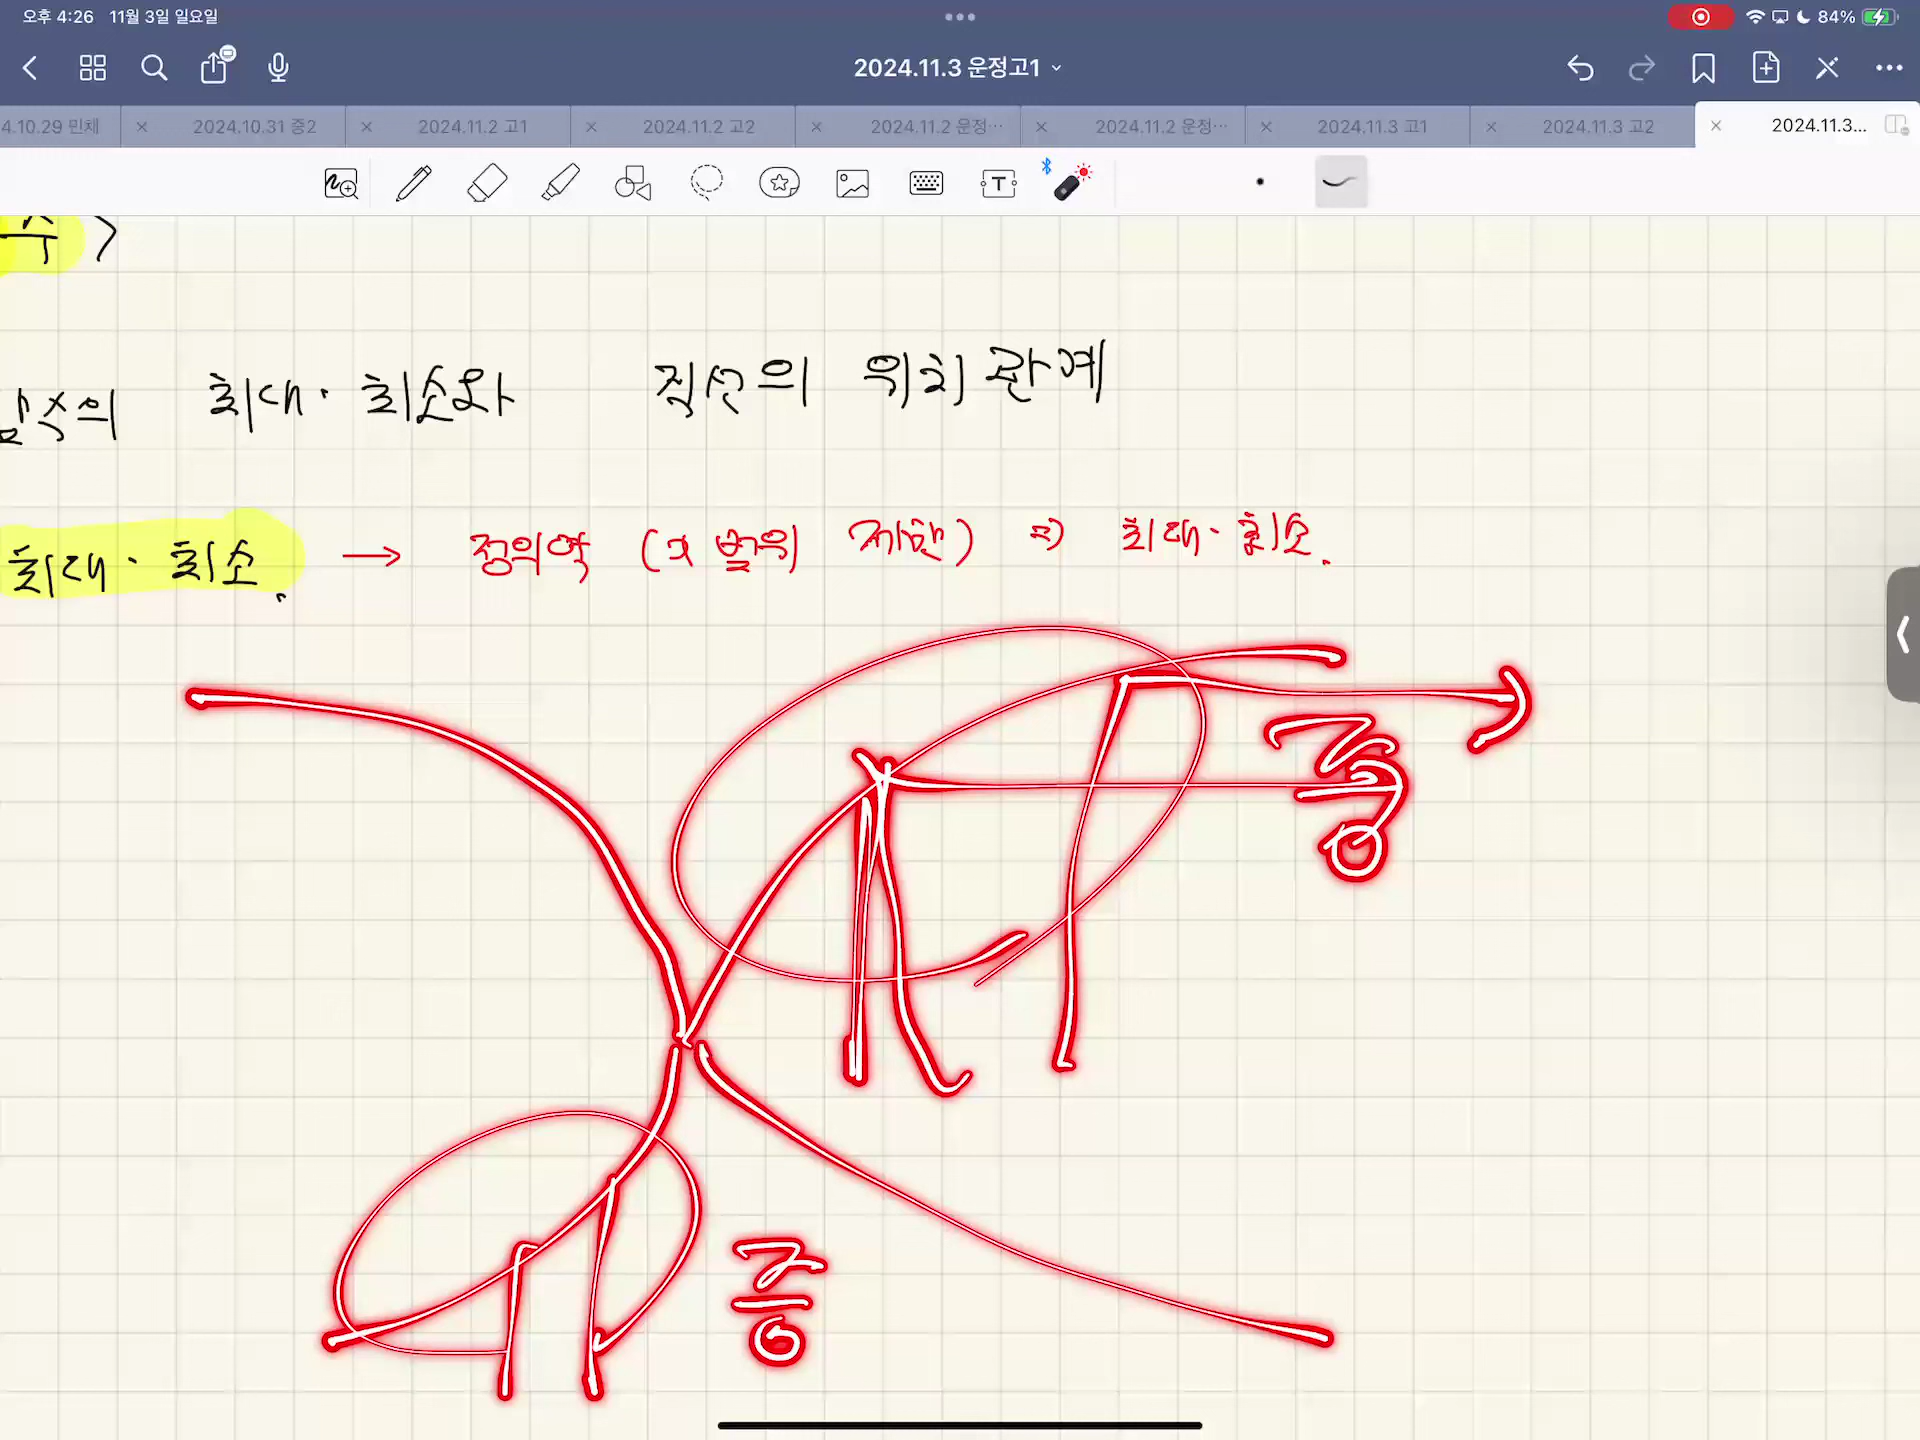 오후 4:26 11월 3일 일요일 84%
2024.11.3 운정고1
4.10.29 민채 2024.10.31 중2 2024.11.2 고1 2024.11.2 고2 2024.11.2 운정… 2024.11.2 운정… 2024.11.3 고1 2024.11.3 고2 2024.11.3...
T
수>
함수의 최대·최소와 직선의 위치관계
최대·최소. → 정의역 (x 범위 제한) ⇒ 최대·최소.
증
증